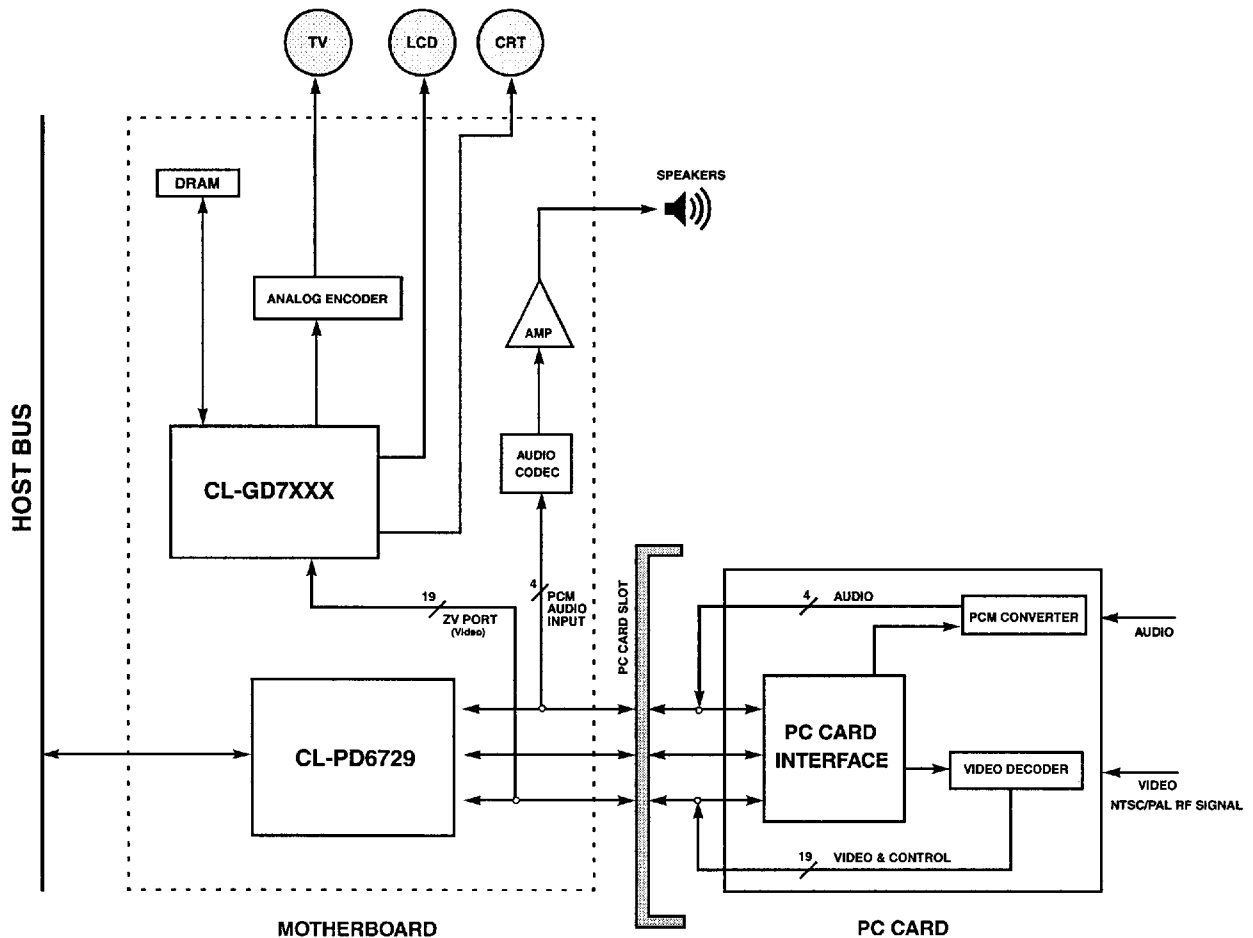 TV
LCD
CRT
DRAM
SPEAKERS
ANALOG ENCODER
AMP
HOST BUS
CL-GD7XXX
AUDIO
CODEC
19
ZV PORT
(Video)
4
PCM
AUDIO
INPUT
PC CARD SLOT
4
AUDIO
PCM CONVERTER
AUDIO
CL-PD6729
PC CARD
INTERFACE
VIDEO DECODER
VIDEO
NTSC/PAL RF SIGNAL
19
VIDEO & CONTROL
MOTHERBOARD
PC CARD